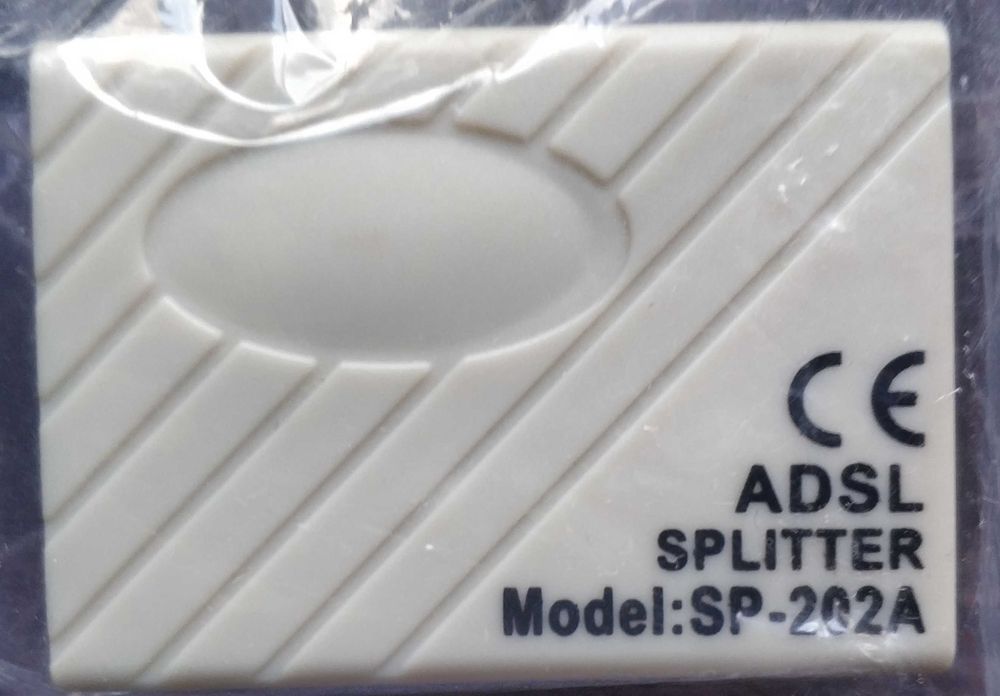 CE
ADSL
SPLITTER
Model:SP-202A